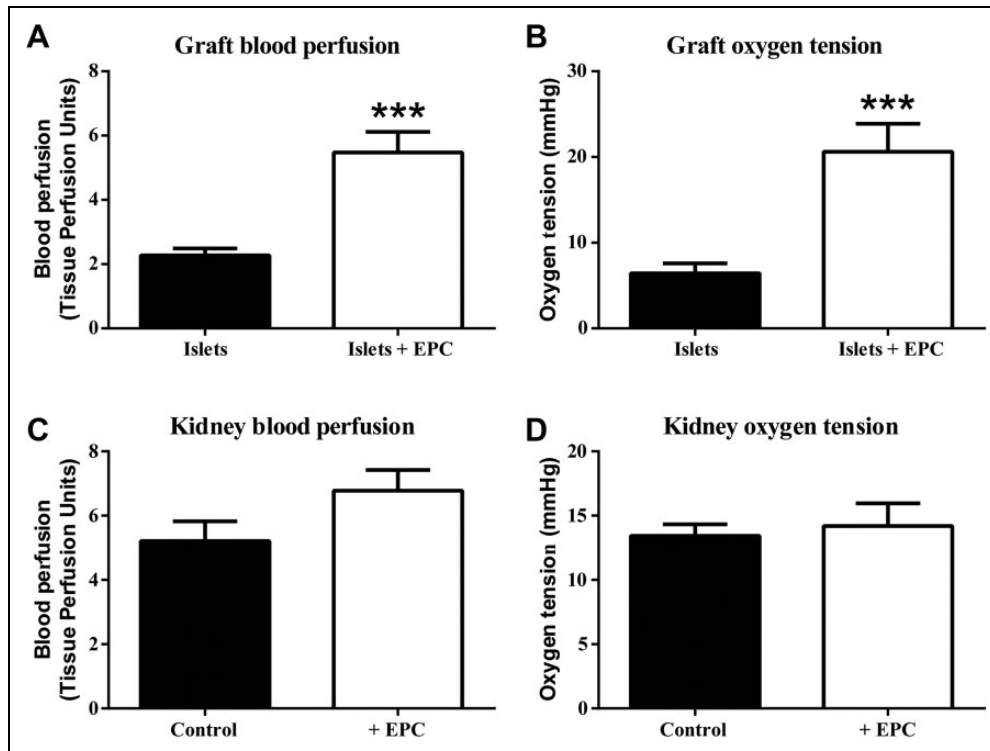 A
Graft blood perfusion
Blood perfusion
(Tissue Perfusion Units)
8
6
4
2
0
***
Islets
Islets + EPC
B
Graft oxygen tension
Oxygen tension (mmHg)
30
20
10
0
***
Islets
Islets + EPC
C
Kidney blood perfusion
Blood perfusion
(Tissue Perfusion Units)
8
6
4
2
0
Control
+ EPC
D
Kidney oxygen tension
Oxygen tension (mmHg)
20
15
10
5
0
Control
+ EPC